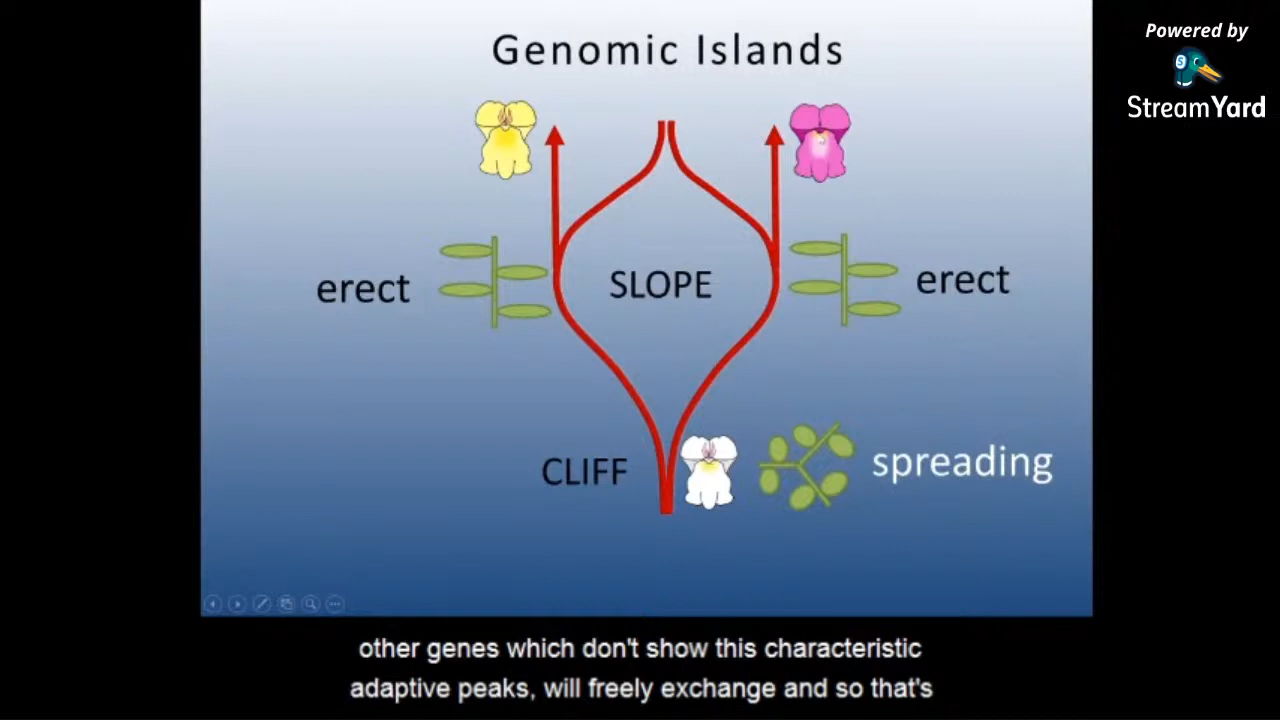 Genomic Islands
Powered by
StreamYard
erect
SLOPE
erect
CLIFF
spreading
other genes which don't show this characteristic
adaptive peaks, will freely exchange and so that's